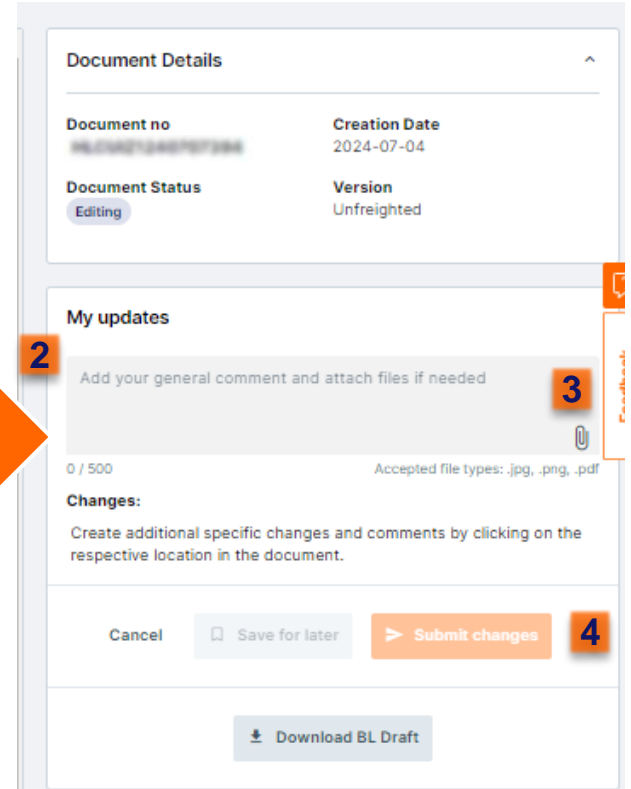 Document Details
Document no Creation Date
2024-07-04
Document Status Version
Editing Unfreighted
My updates
2
Add your general comment and attach files if needed
3
0 / 500 Accepted file types: .jpg, .png, .pdf
Feedback
Changes:
Create additional specific changes and comments by clicking on the
respective location in the document.
Cancel Save for later Submit changes 4
Download BL Draft